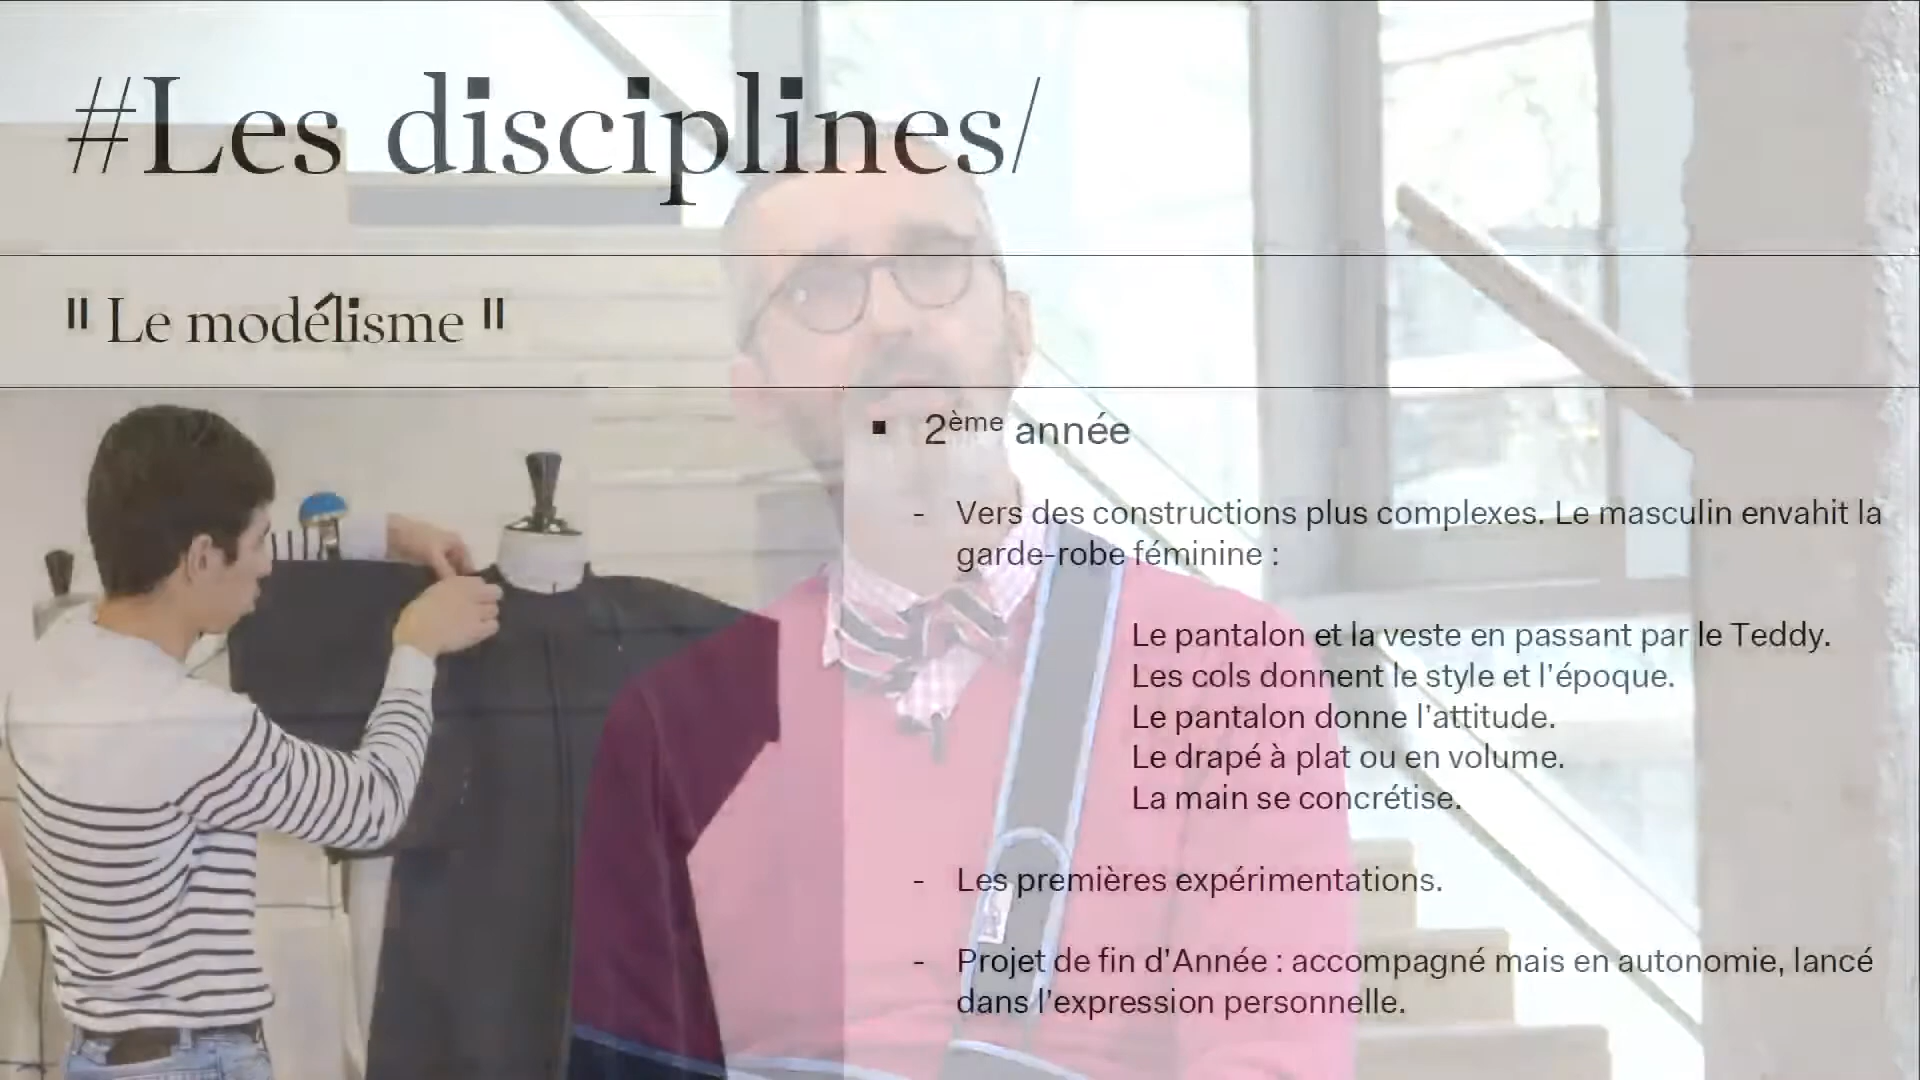 #Les disciplines/
" Le modélisme "
▪ 2ème année
- Vers des constructions plus complexes. Le masculin envahit la
garde-robe féminine :
Le pantalon et la veste en passant par le Teddy.
Les cols donnent le style et l'époque.
Le pantalon donne l'attitude.
Le drapé à plat ou en volume.
La main se concrétise.
- Les premières expérimentations.
- Projet de fin d'Année : accompagné mais en autonomie, lancé
dans l'expression personnelle.